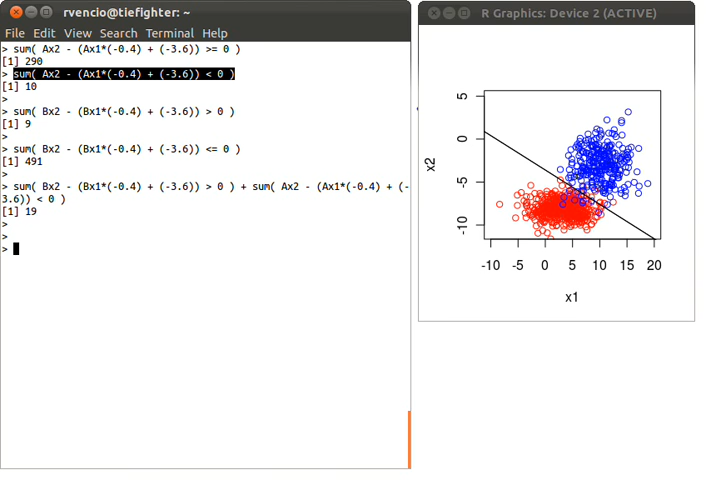 rvencio@tiefighter: ~
File Edit View Search Terminal Help
> sum( Ax2 - (Ax1*(-0.4) + (-3.6)) >= 0 )
[1] 290
> sum( Ax2 - (Ax1*(-0.4) + (-3.6)) < 0 )
[1] 10
>
> sum( Bx2 - (Bx1*(-0.4) + (-3.6)) > 0 )
[1] 9
>
> sum( Bx2 - (Bx1*(-0.4) + (-3.6)) <= 0 )
[1] 491
>
> sum( Bx2 - (Bx1*(-0.4) + (-3.6)) > 0 ) + sum( Ax2 - (Ax1*(-0.4) + (-
3.6)) < 0 )
[1] 19
>
>
>
R Graphics: Device 2 (ACTIVE)
5
0
-5
-10
x2
-10 -5 0 5 10 15 20
x1